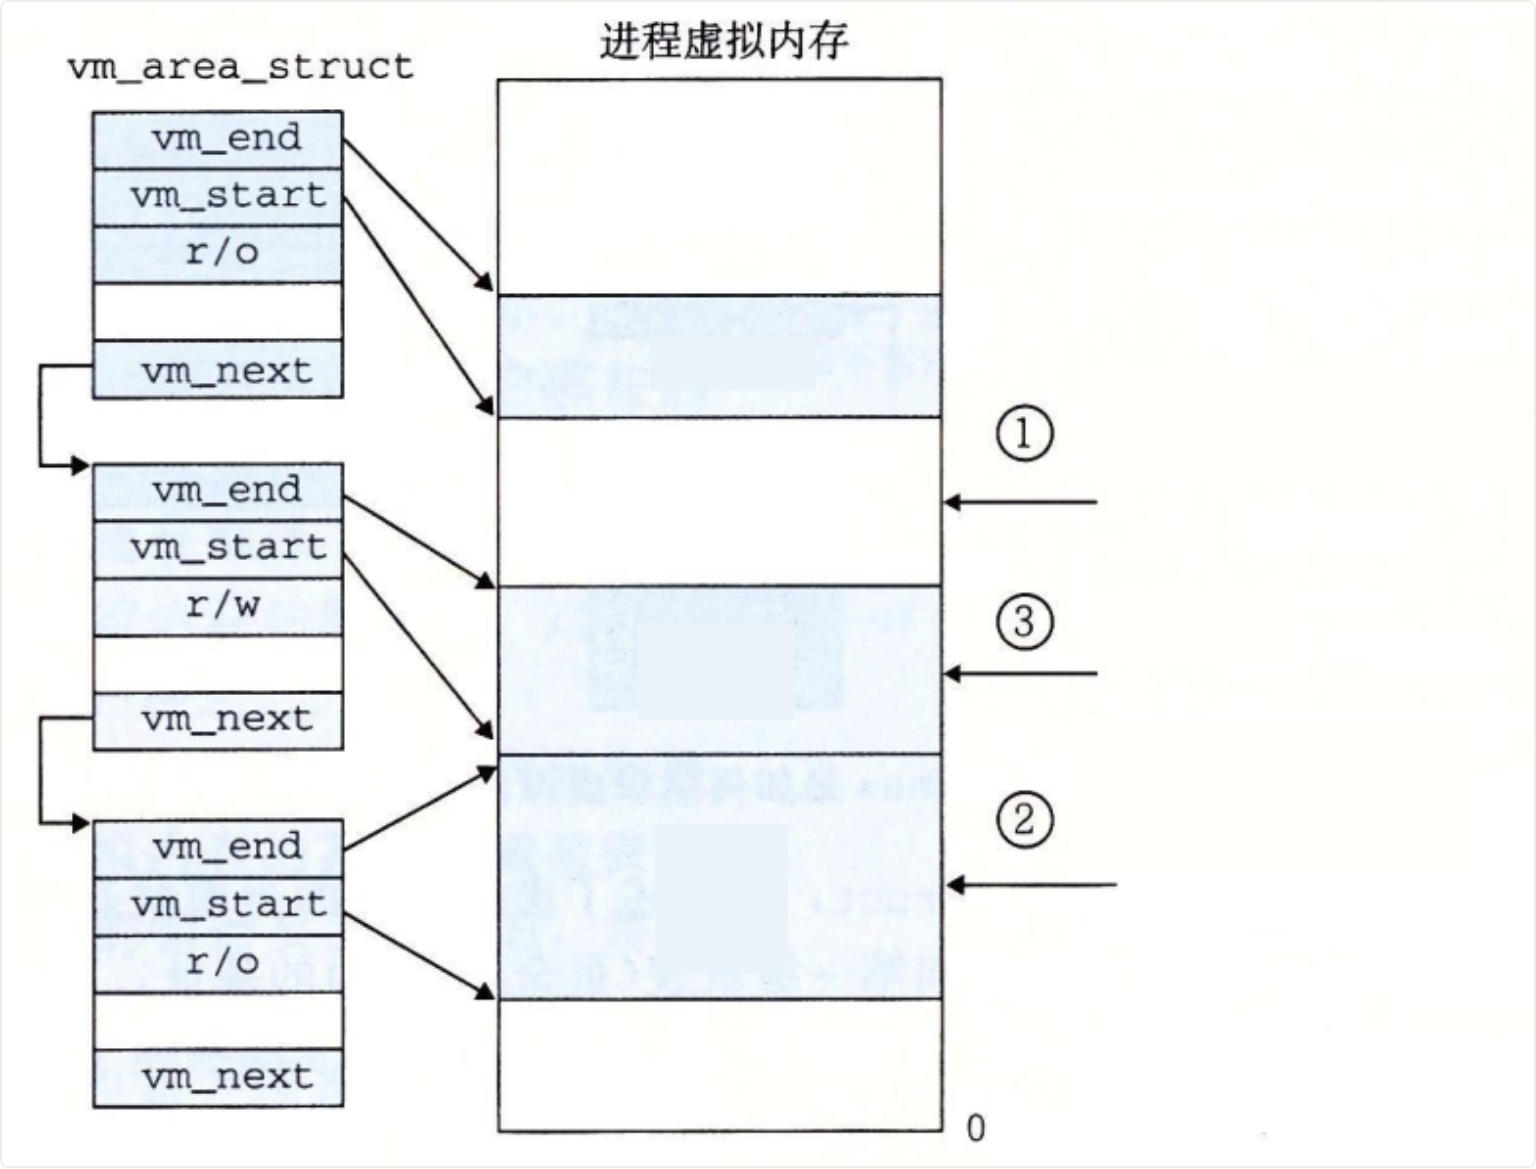 进程虚拟内存
vm_area_struct
vm_end
vm_start
r/o
vm_next
vm_end
vm_start
r/w
vm_next
vm_end
vm_start
r/o
vm_next
①
③
②
0